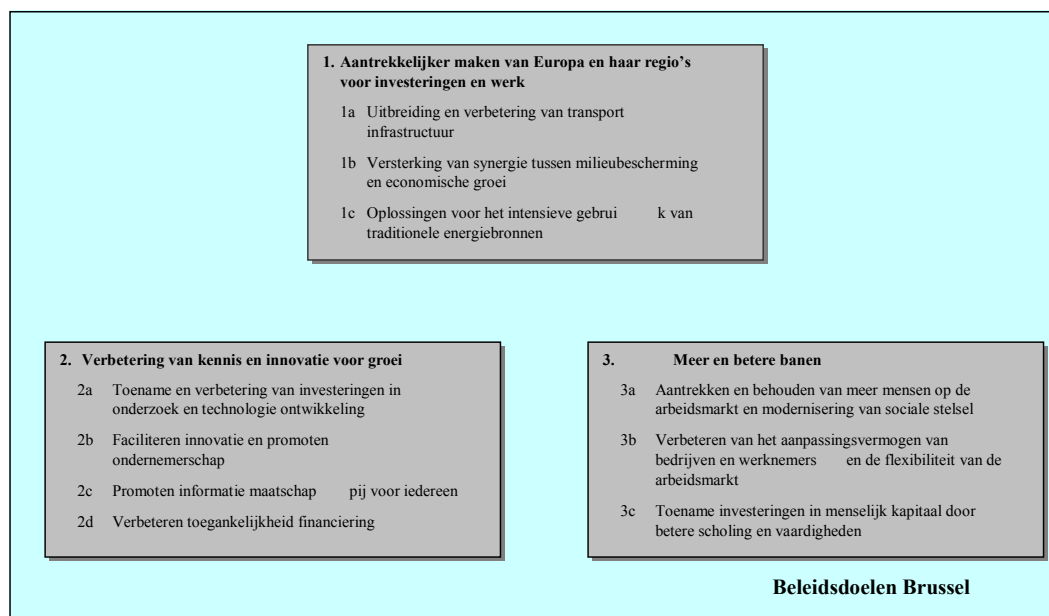 1. Aantrekkelijker maken van Europa en haar regio's
voor investeringen en werk
1a Uitbreiding en verbetering van transport
infrastructuur
1b Versterking van synergie tussen milieubescherming
en economische groei
1c Oplossingen voor het intensieve gebrui k van
traditionele energiebronnen
2. Verbetering van kennis en innovatie voor groei
2a Toename en verbetering van investeringen in
onderzoek en technologie ontwikkeling
2b Faciliteren innovatie en promoten
ondernemerschap
2c Promoten informatie maatschap pij voor iedereen
2d Verbeteren toegankelijkheid financiering
3. Meer en betere banen
3a Aantrekken en behouden van meer mensen op de
arbeidsmarkt en modernisering van sociale stelsel
3b Verbeteren van het aanpassingsvermogen van
bedrijven en werknemers en de flexibiliteit van de
arbeidsmarkt
3c Toename investeringen in menselijk kapitaal door
betere scholing en vaardigheden
Beleidsdoelen Brussel